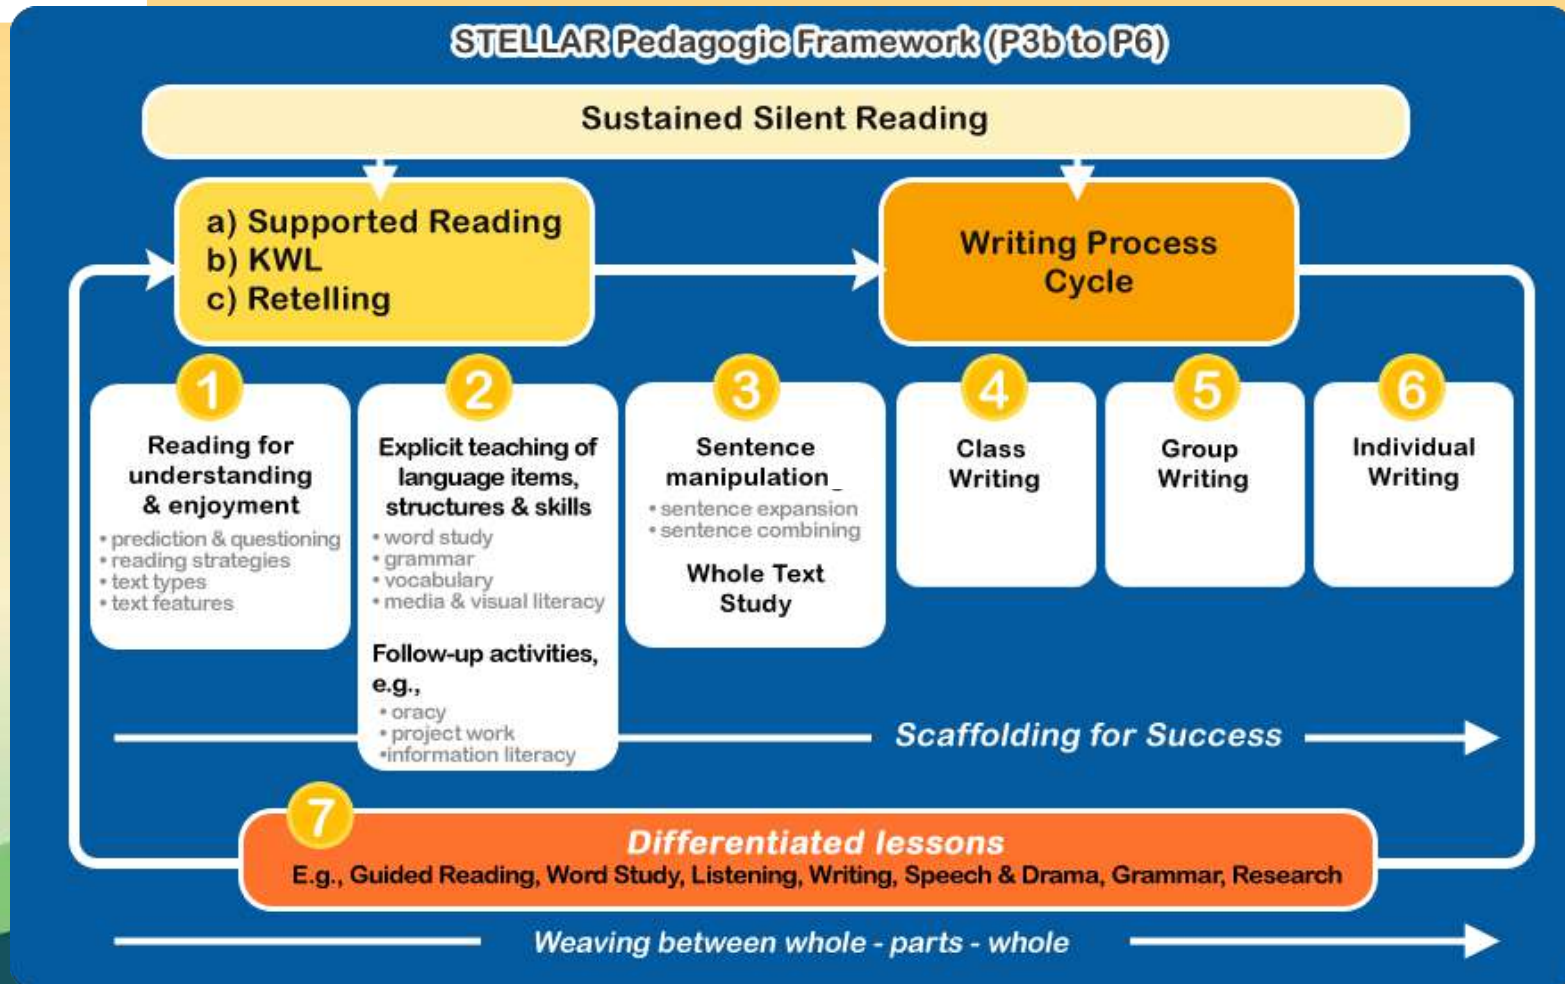 STELLAR Pedagogic Framework (P3b to P6)
Sustained Silent Reading
a) Supported Reading
b) KWL
c) Retelling
Writing Process
Cycle
1
Reading for
understanding
& enjoyment
• prediction & questioning
• reading strategies
• text types
• text features
2
Explicit teaching of
language items,
structures & skills
• word study
• grammar
• vocabulary
• media & visual literacy
Follow-up activities,
e.g.,
• oracy
• project work
•information literacy
3
Sentence
manipulation_
• sentence expansion
• sentence combining
Whole Text
Study
4
Class
Writing
5
Group
Writing
6
Individual
Writing
Scaffolding for Success
7
Differentiated lessons
E.g., Guided Reading, Word Study, Listening, Writing, Speech & Drama, Grammar, Research
Weaving between whole - parts - whole